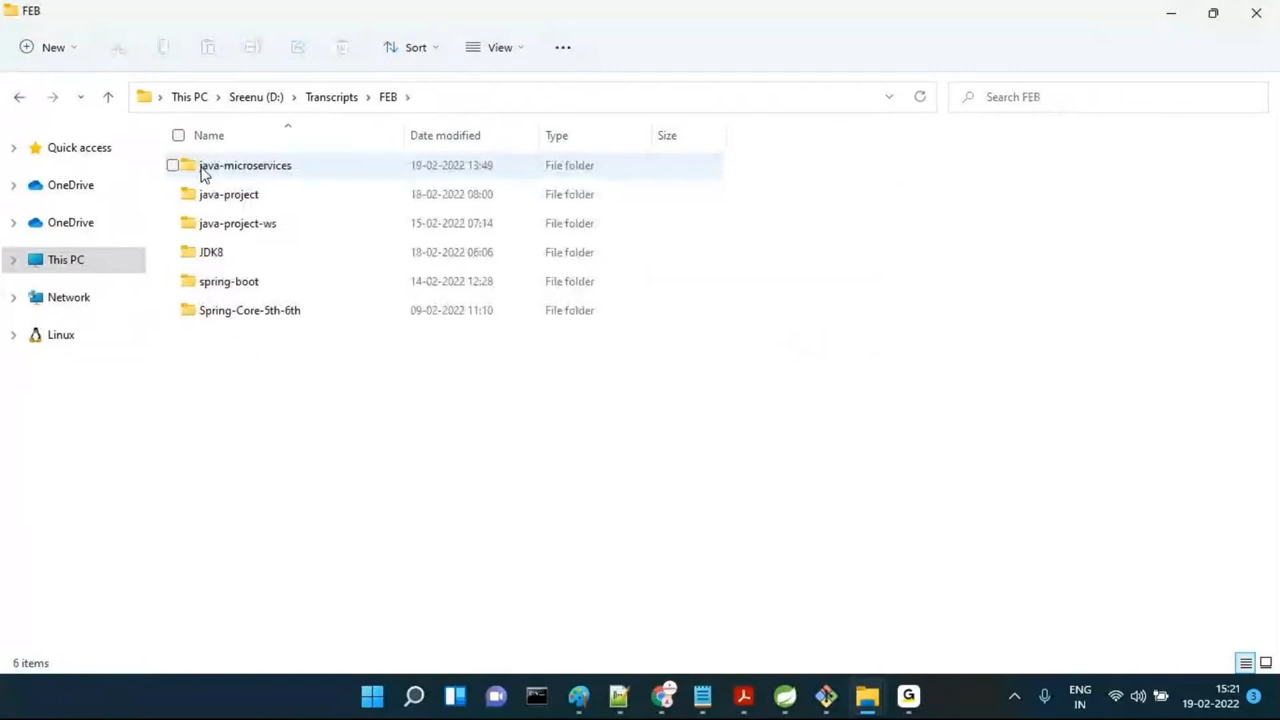 FEB
New
Sort
View
This PC
Sreenu (D:)
Transcripts
FEB
Search FEB
Name
Date modified
Type
Size
Quick access
OneDrive
OneDrive
This PC
Network
Linux
java-microservices 19-02-2022 13:49 File folder
java-project 18-02-2022 08:00 File folder
java-project-ws 15-02-2022 07:14 File folder
JDK8 18-02-2022 06:06 File folder
spring-boot 14-02-2022 12:28 File folder
Spring-Core-5th-6th 09-02-2022 11:10 File folder
6 items
G
ENG
IN
15:21
19-02-2022
3